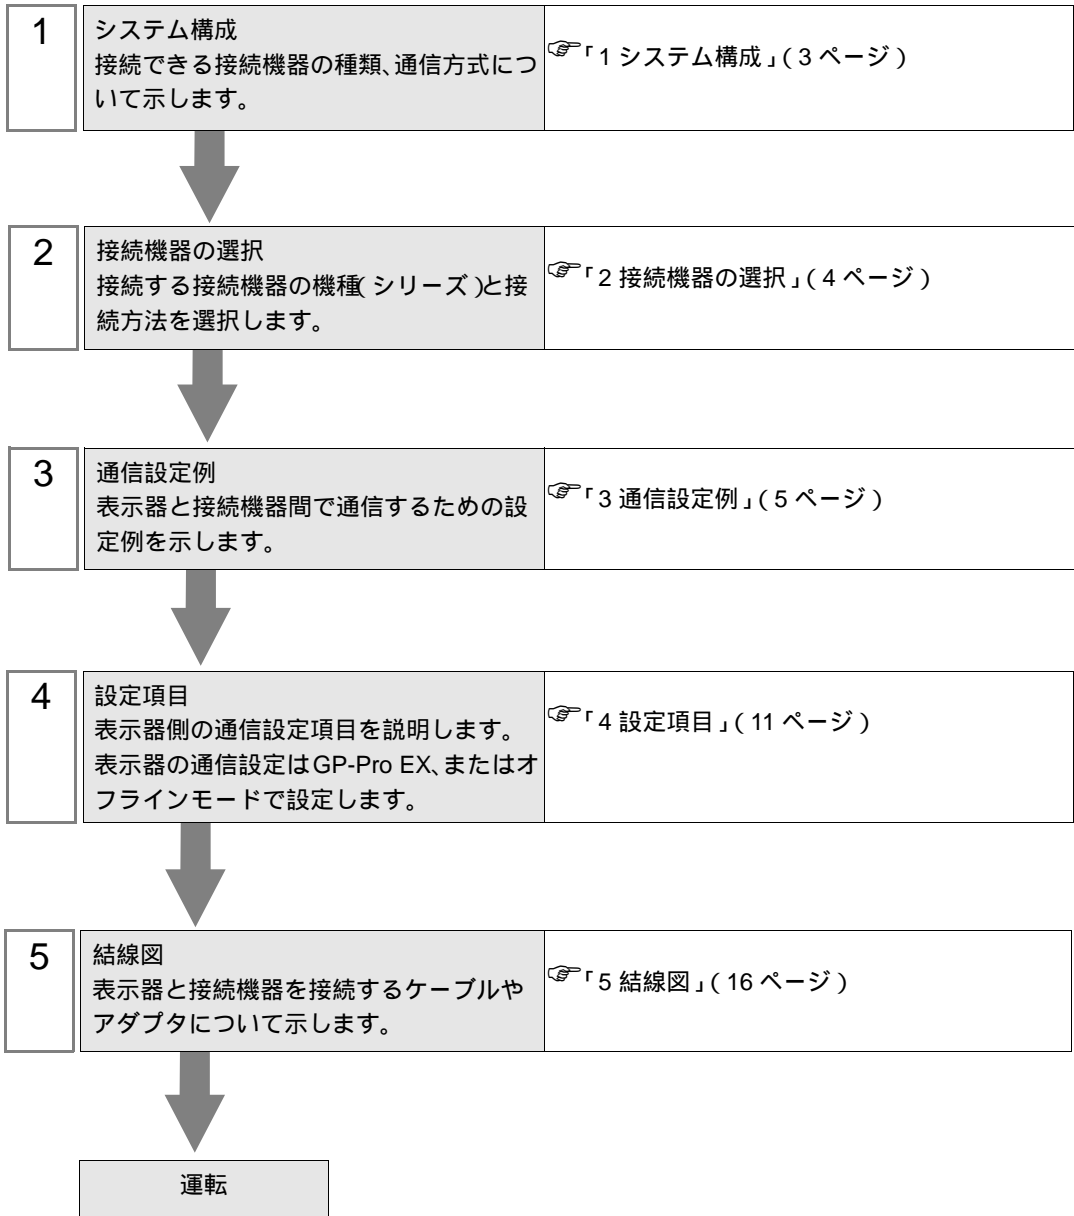 1
システム構成
接続できる接続機器の種類、通信方式につ
いて示します。
☞「1 システム構成」( 3 ページ )
2
接続機器の選択
接続する接続機器の機種( シリーズ )と接
続方法を選択します。
☞「2 接続機器の選択」( 4 ページ )
3
通信設定例
表示器と接続機器間で通信するための設
定例を示します。
☞「3 通信設定例」( 5 ページ )
4
設定項目
表示器側の通信設定項目を説明します。
表示器の通信設定はGP-Pro EX、またはオ
フラインモードで設定します。
☞「4 設定項目」( 11 ページ )
5
結線図
表示器と接続機器を接続するケーブルや
アダプタについて示します。
☞「5 結線図」( 16 ページ )
運転